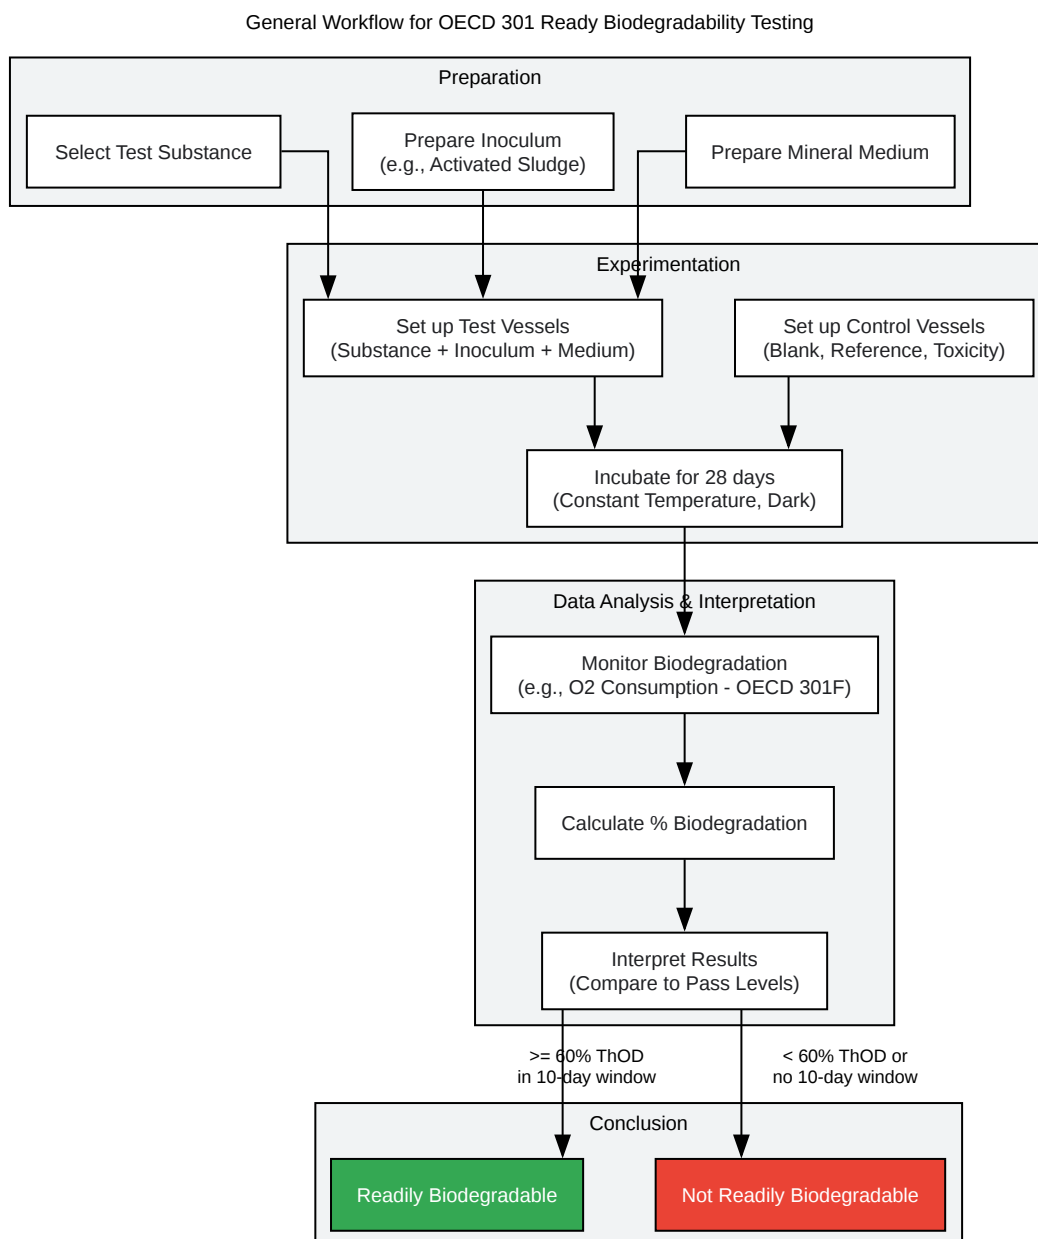 General Workflow for OECD 301 Ready Biodegradability Testing
Preparation
Select Test Substance
Prepare Inoculum
(e.g., Activated Sludge)
Prepare Mineral Medium
Experimentation
Set up Test Vessels
(Substance + Inoculum + Medium)
Set up Control Vessels
(Blank, Reference, Toxicity)
Incubate for 28 days
(Constant Temperature, Dark)
Data Analysis & Interpretation
Monitor Biodegradation
(e.g., O2 Consumption - OECD 301F)
Calculate % Biodegradation
Interpret Results
(Compare to Pass Levels)
>= 60% ThOD
in 10-day window
< 60% ThOD or
no 10-day window
Conclusion
Readily Biodegradable
Not Readily Biodegradable